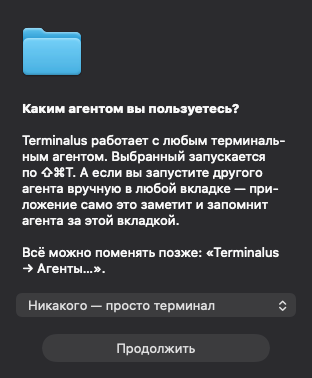 Каким агентом вы пользуетесь?
Terminalus работает с любым терминаль-
ным агентом. Выбранный запускается
по ⇧⌘T. А если вы запустите другого
агента вручную в любой вкладке — при-
ложение само это заметит и запомнит
агента за этой вкладкой.
Всё можно поменять позже: «Terminalus
→ Агенты...».
Никакого — просто терминал
Продолжить